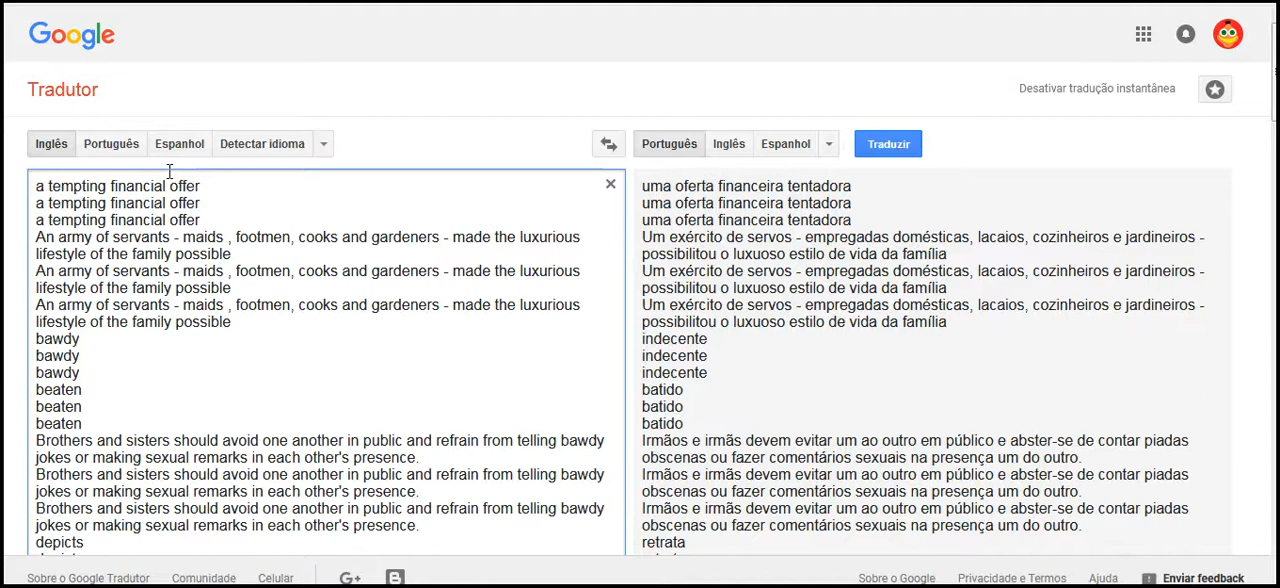 Google
Tradutor
Desativar tradução instantânea
Inglês Português Espanhol Detectar idioma
Português Inglês Espanhol Traduzir
a tempting financial offer
a tempting financial offer
a tempting financial offer
An army of servants - maids , footmen, cooks and gardeners - made the luxurious
lifestyle of the family possible
An army of servants - maids , footmen, cooks and gardeners - made the luxurious
lifestyle of the family possible
An army of servants - maids , footmen, cooks and gardeners - made the luxurious
lifestyle of the family possible
bawdy
bawdy
bawdy
beaten
beaten
beaten
Brothers and sisters should avoid one another in public and refrain from telling bawdy
jokes or making sexual remarks in each other's presence.
Brothers and sisters should avoid one another in public and refrain from telling bawdy
jokes or making sexual remarks in each other's presence.
Brothers and sisters should avoid one another in public and refrain from telling bawdy
jokes or making sexual remarks in each other's presence.
depicts
uma oferta financeira tentadora
uma oferta financeira tentadora
uma oferta financeira tentadora
Um exército de servos - empregadas domésticas, lacaios, cozinheiros e jardineiros -
possibilitou o luxuoso estilo de vida da família
Um exército de servos - empregadas domésticas, lacaios, cozinheiros e jardineiros -
possibilitou o luxuoso estilo de vida da família
Um exército de servos - empregadas domésticas, lacaios, cozinheiros e jardineiros -
possibilitou o luxuoso estilo de vida da família
indecente
indecente
indecente
batido
batido
batido
Irmãos e irmãs devem evitar um ao outro em público e abster-se de contar piadas
obscenas ou fazer comentários sexuais na presença um do outro.
Irmãos e irmãs devem evitar um ao outro em público e abster-se de contar piadas
obscenas ou fazer comentários sexuais na presença um do outro.
Irmãos e irmãs devem evitar um ao outro em público e abster-se de contar piadas
obscenas ou fazer comentários sexuais na presença um do outro.
retrata
Sobre o Google Tradutor Comunidade Celular G+ B
Sobre o Google Privacidade e Termos Ajuda Enviar feedback